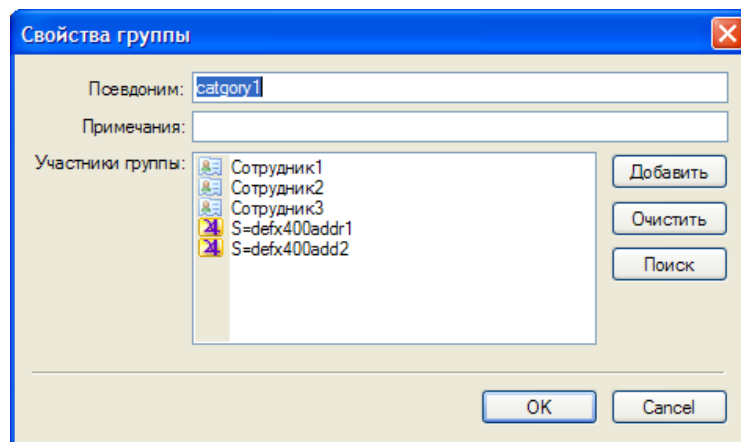 Свойства группы
Псевдоним: catgory1
Примечания:
Участники группы: Сотрудник1
Сотрудник2
Сотрудник3
S=defx400addr1
S=defx400add2
Добавить
Очистить
Поиск
OK Cancel